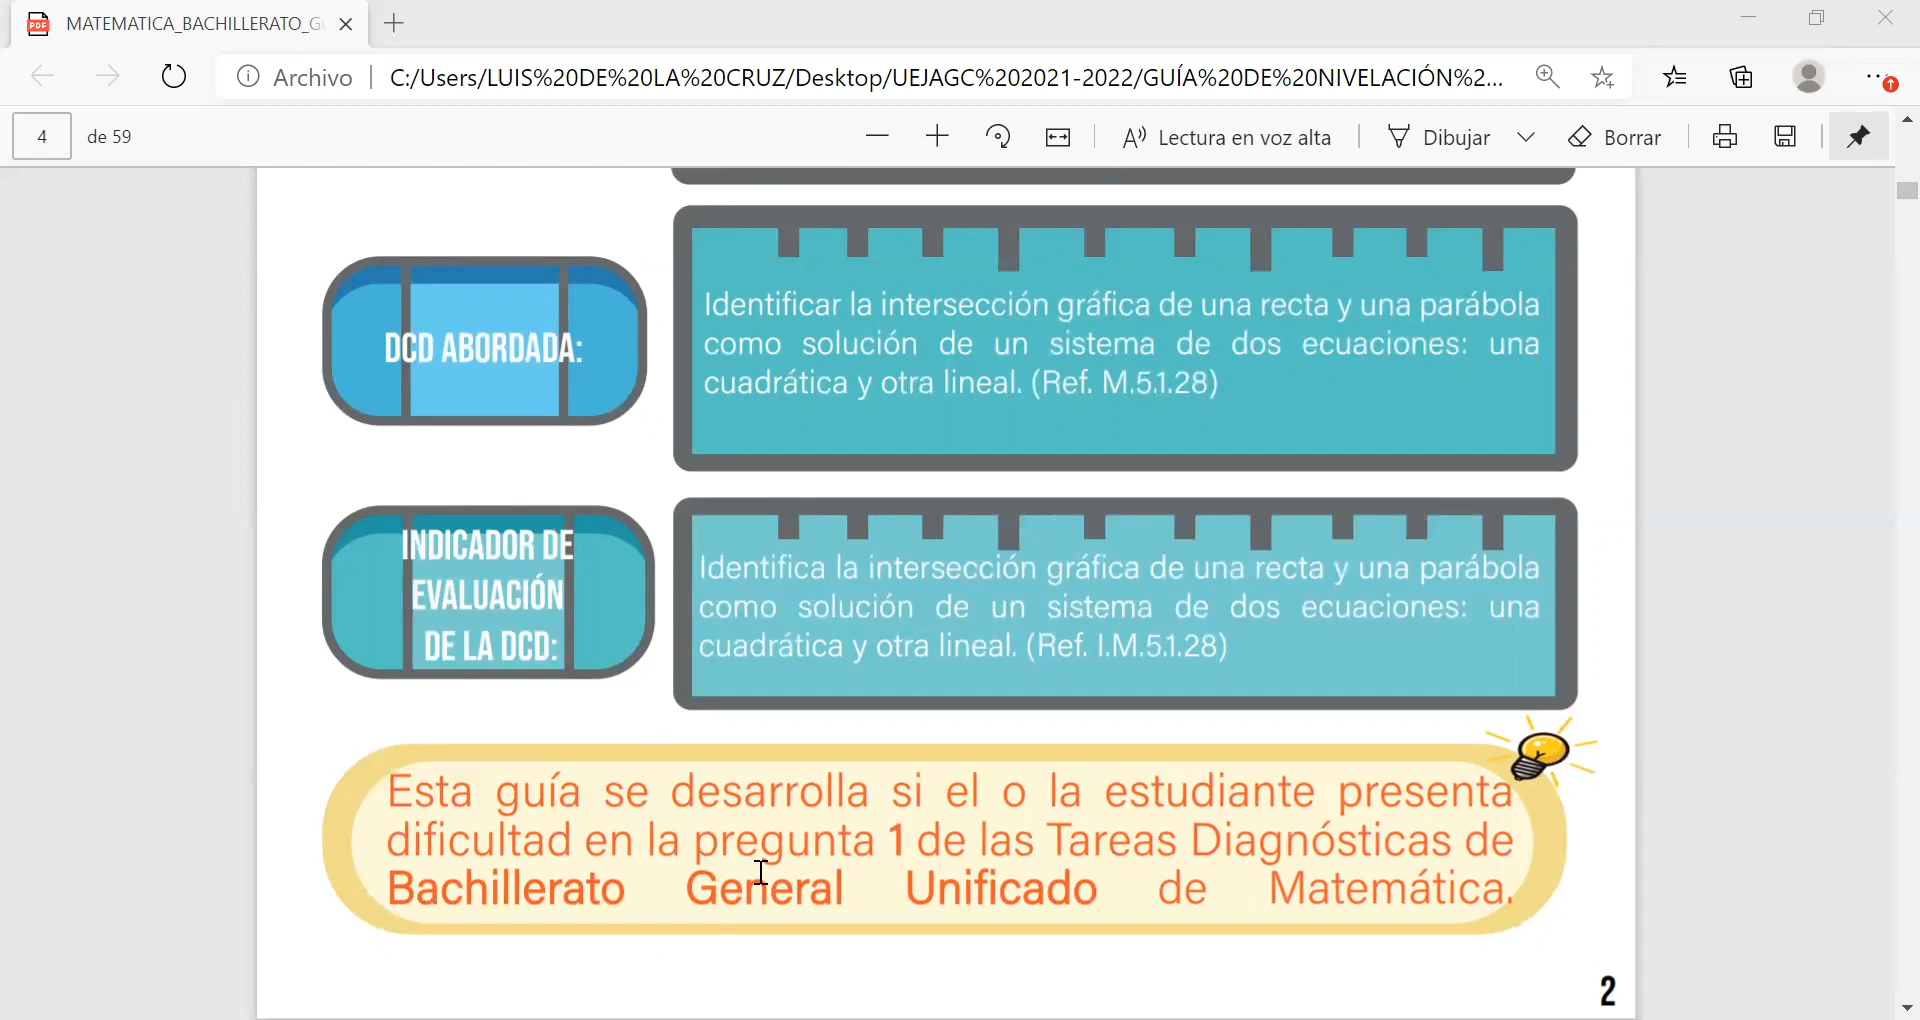 MATEMATICA_BACHILLERATO_G
Archivo
C:/Users/LUIS%20DE%20LA%20CRUZ/Desktop/UEJAGC%202021-2022/GUÍA%20DE%20NIVELACIÓN%2...
4 de 59
Lectura en voz alta
Dibujar
Borrar
DCD ABORDADA:
Identificar la intersección gráfica de una recta y una parábola
como solución de un sistema de dos ecuaciones: una
cuadrática y otra lineal. (Ref. M.5.1.28)
INDICADOR DE
EVALUACIÓN
DE LA DCD:
Identifica la intersección gráfica de una recta y una parábola
como solución de un sistema de dos ecuaciones: una
cuadrática y otra lineal. (Ref. I.M.5.1.28)
Esta guía se desarrolla si el o la estudiante presenta
dificultad en la pregunta 1 de las Tareas Diagnósticas de
Bachillerato General Unificado de Matemática.
2